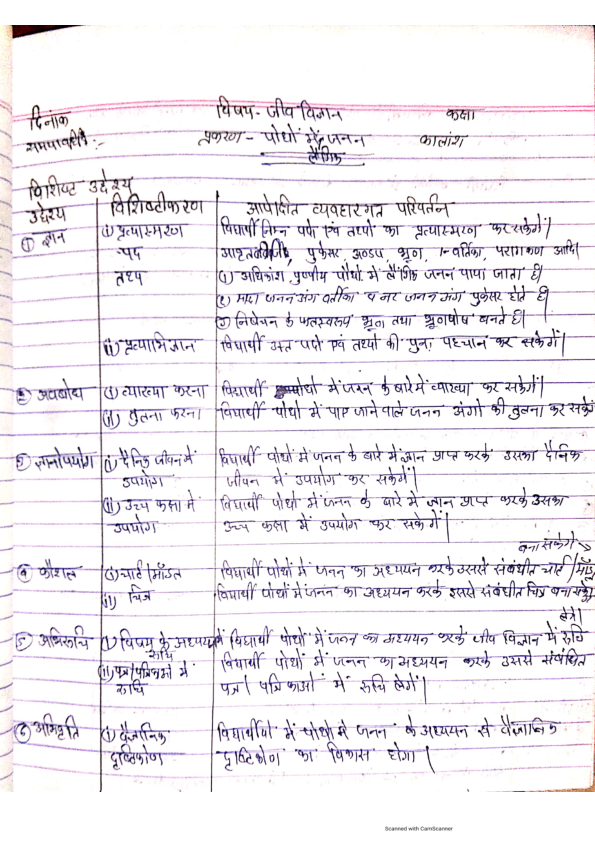 दिनांक विषय - जीव विज्ञान कक्षा
समयावधि :- प्रकरण - पौधों में लैंगिक जनन कालांश
विशिष्ट उद्देश्य
उद्देश्य विशिष्टीकरण अपेक्षित व्यवहारगत परिवर्तन
① ज्ञान (i) प्रत्यास्मरण विद्यार्थी निम्न पदों एवं तथ्यों का प्रत्यास्मरण कर सकेंगे|
पद पुंकेसर, अण्डप, भ्रूण, वर्तिका, परागकण आदि|
तथ्य (1) अधिकांश पुष्पीय पौधों में लैंगिक जनन पाया जाता है|
(2) मादा जनन अंग वर्तिका व नर जनन अंग पुंकेसर होते है|
(3) निषेचन के फलस्वरूप भ्रूण तथा भ्रूणपोष बनते है|
(ii) प्रत्याभिज्ञान विद्यार्थी उक्त पदों एवं तथ्यों की पुनः पहचान कर सकेंगे|
② अवबोध (i) व्याख्या करना विद्यार्थी पौधों में जनन के बारे में व्याख्या कर सकेंगे|
(ii) तुलना करना विद्यार्थी पौधों में पाए जाने वाले जनन अंगों की तुलना कर सकेंगे
③ ज्ञानोपयोग (i) दैनिक जीवन में विद्यार्थी पौधों में जनन के बारे में ज्ञान प्राप्त करके उसका दैनिक
उपयोग जीवन में उपयोग कर सकेंगे|
(ii) उच्च कक्षा में विद्यार्थी पौधों में जनन के बारे में ज्ञान प्राप्त करके उसका
उपयोग उच्च कक्षा में उपयोग कर सकेगें|
बना सकेंगे
④ कौशल (i) चार्ट/मॉडल विद्यार्थी पौधों में जनन का अध्ययन करके उससे संबंधीत चार्ट/मॉडल
(ii) चित्र विद्यार्थी पौधों में जनन का अध्ययन करके इससे संबंधीत चित्र बना सकेंगे
लेंगे|
⑤ अभिरूचि (i) विषय के अध्ययन में रूचि विद्यार्थी पौधों में जनन का अध्ययन करके जीव विज्ञान में रूचि
(ii) पत्र/पत्रिकाओं में विद्यार्थी पौधों में जनन का अध्ययन करके उससे संबंधित
रूचि पत्र/पत्रिकाओं में रूचि लेगें|
⑥ अभिवृति (i) वैज्ञानिक विद्यार्थीयों में पौधों में जनन के अध्ययन से वैज्ञानिक
दृष्टिकोण दृष्टिकोण का विकास होगा|
Scanned with CamScanner